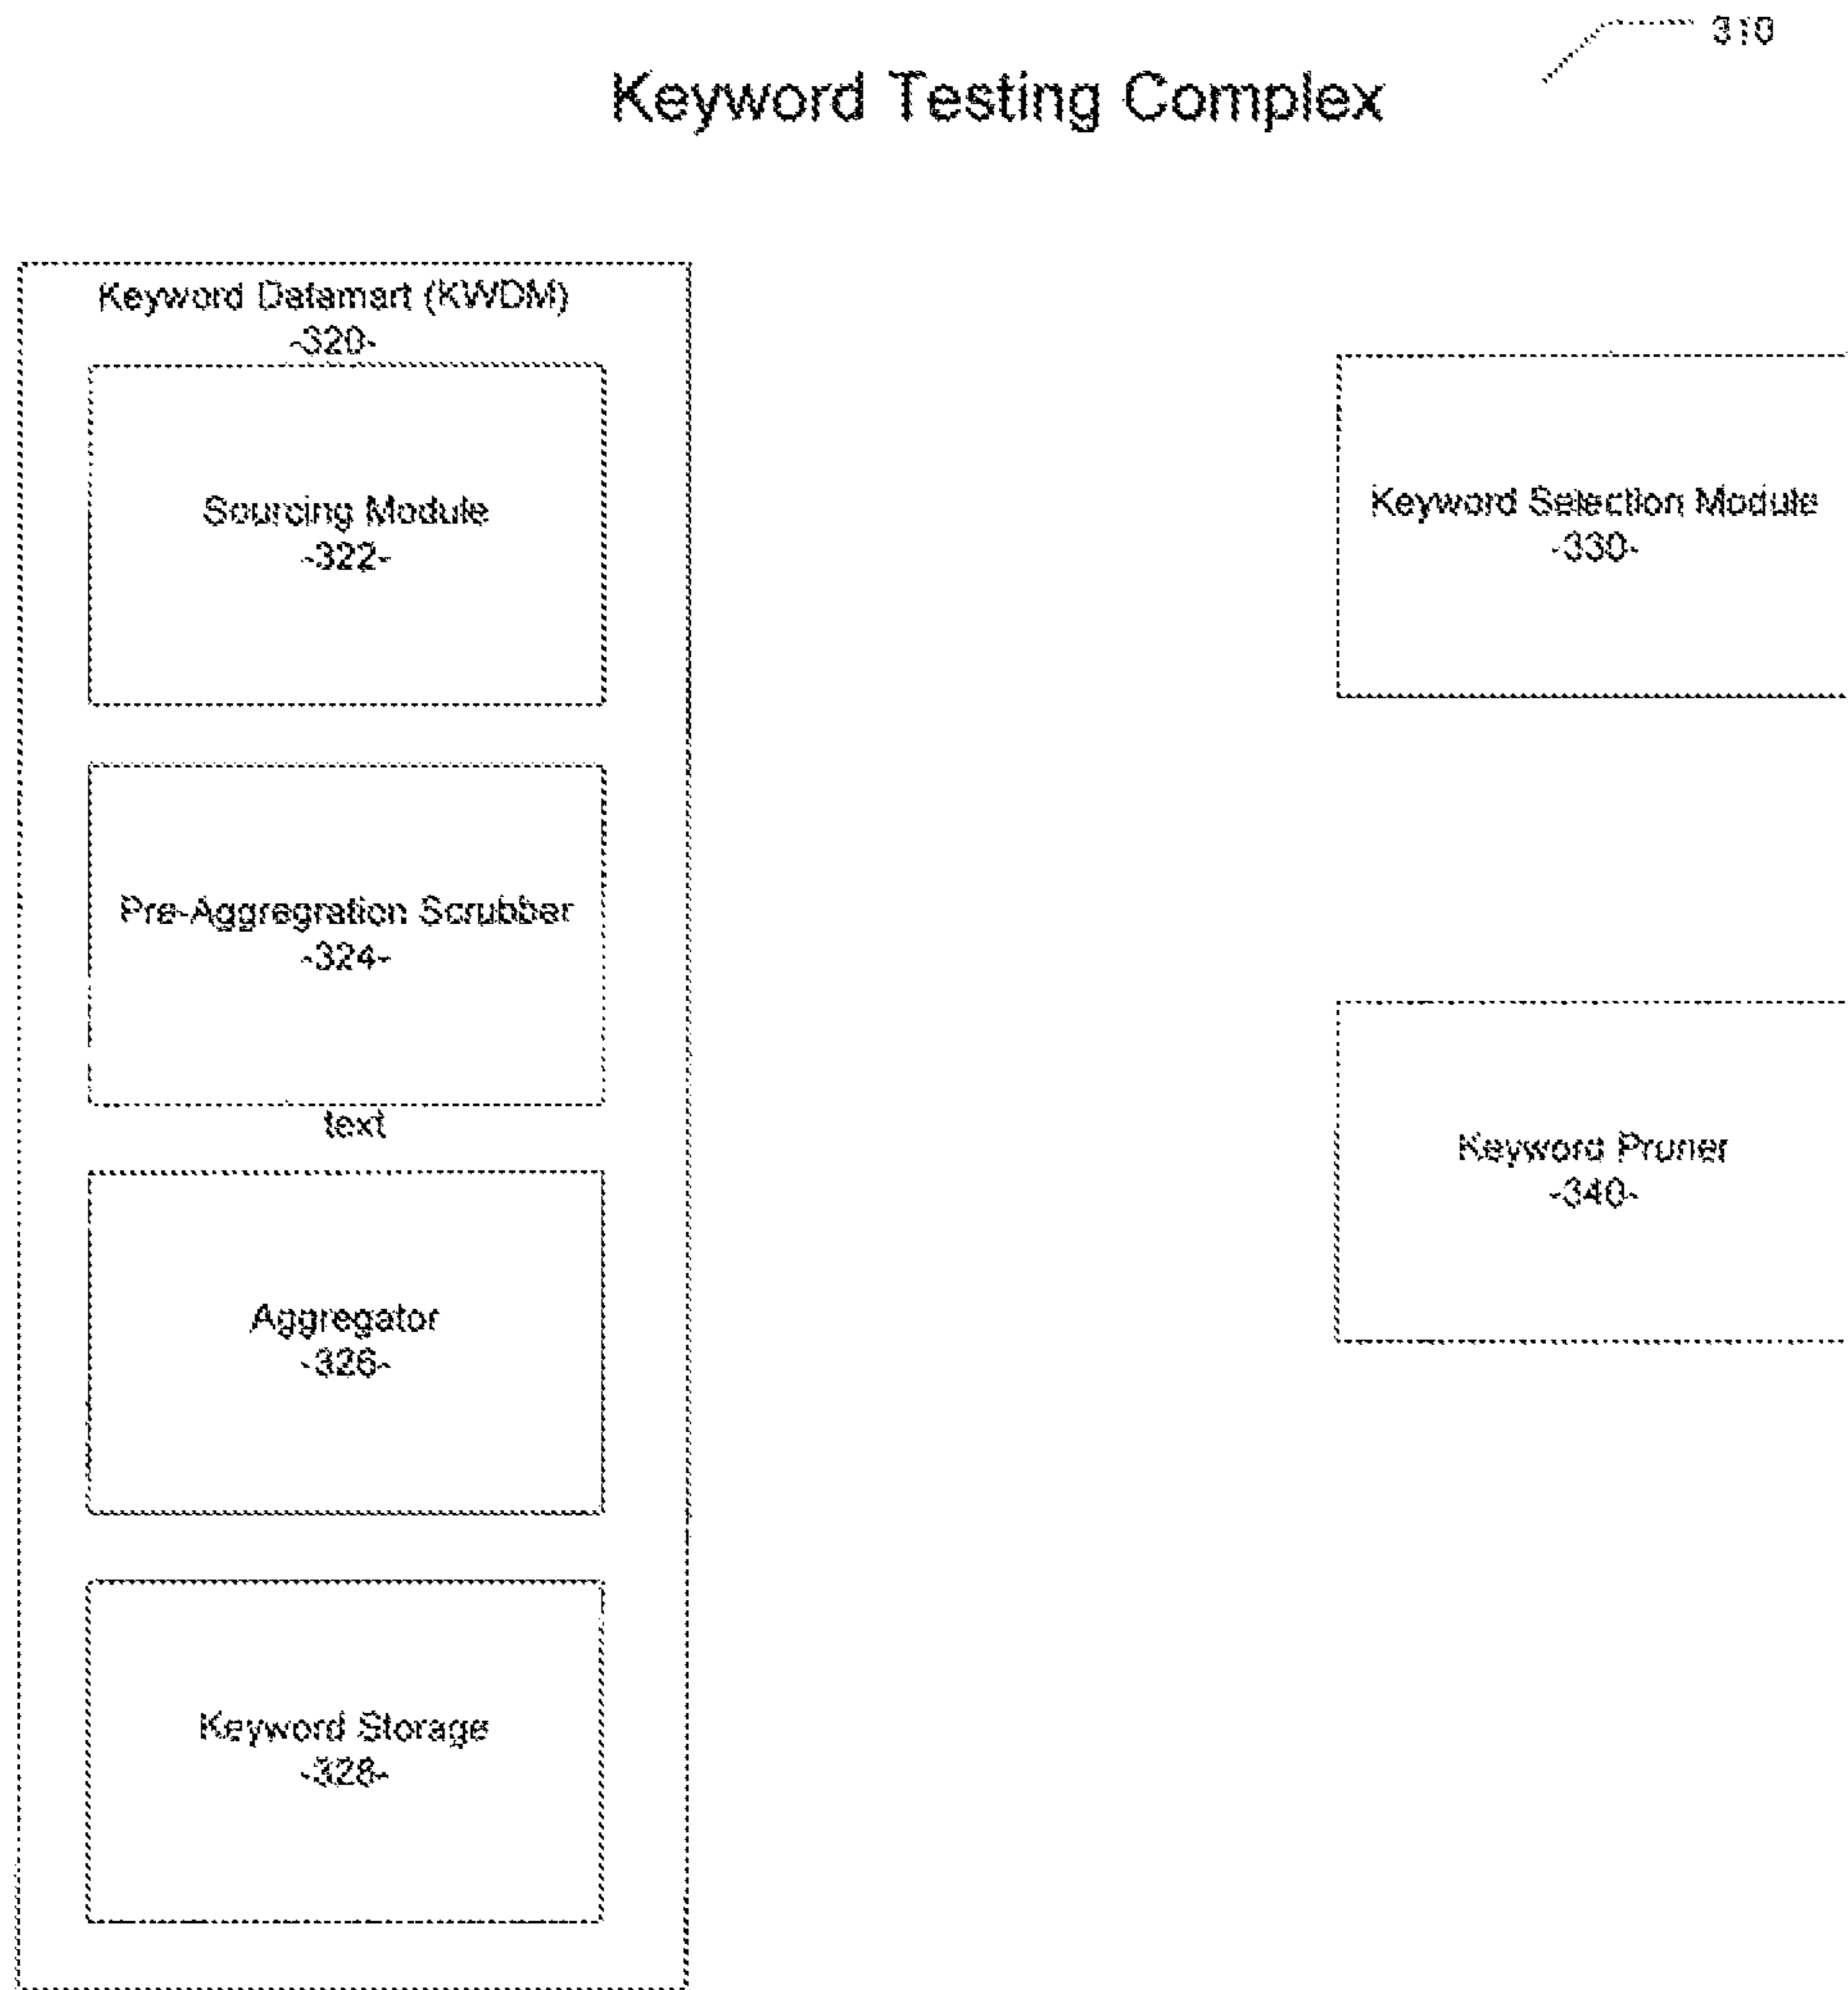 310
Keyword Testing Complex
Keyword Datamart (KWDM)
-320-
Sourcing Module
-322-
Pre-Aggregration Scrubber
-324-
text
Aggregator
-326-
Keyword Storage
-328-
Keyword Selection Module
-330-
Keyword Pruner
-340-